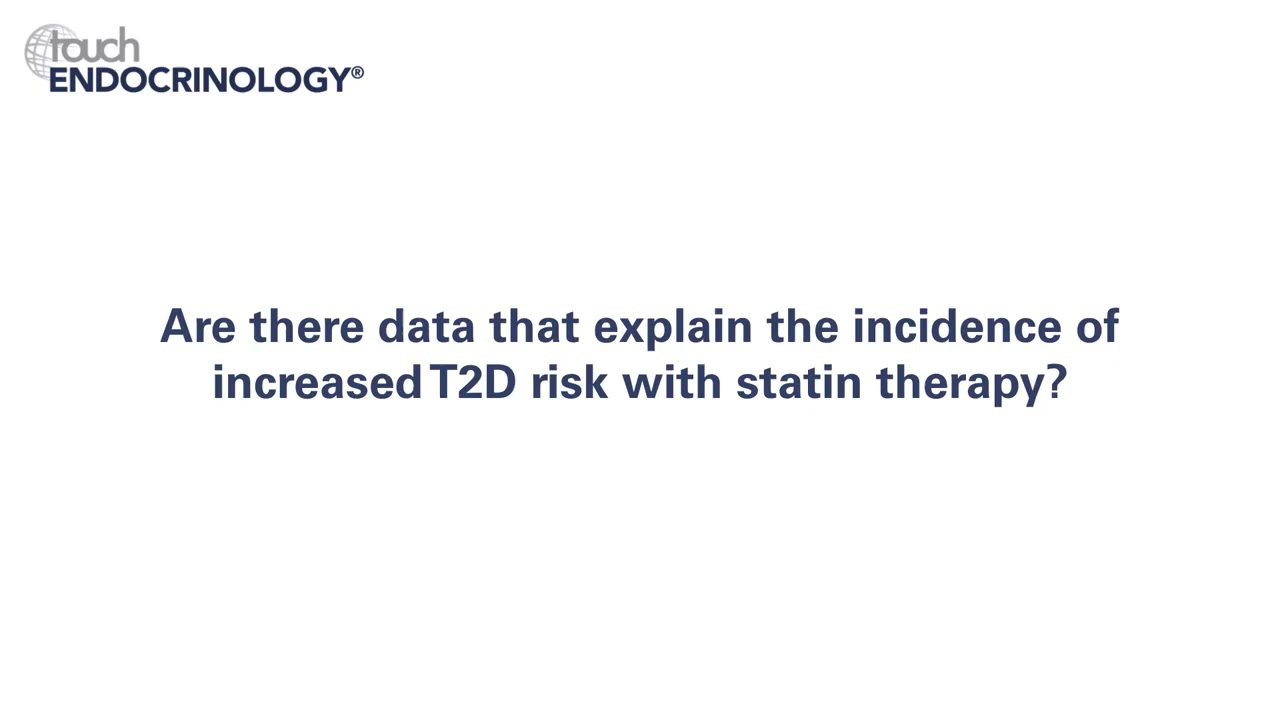 touch
ENDOCRINOLOGY®
Are there data that explain the incidence of
increased T2D risk with statin therapy?